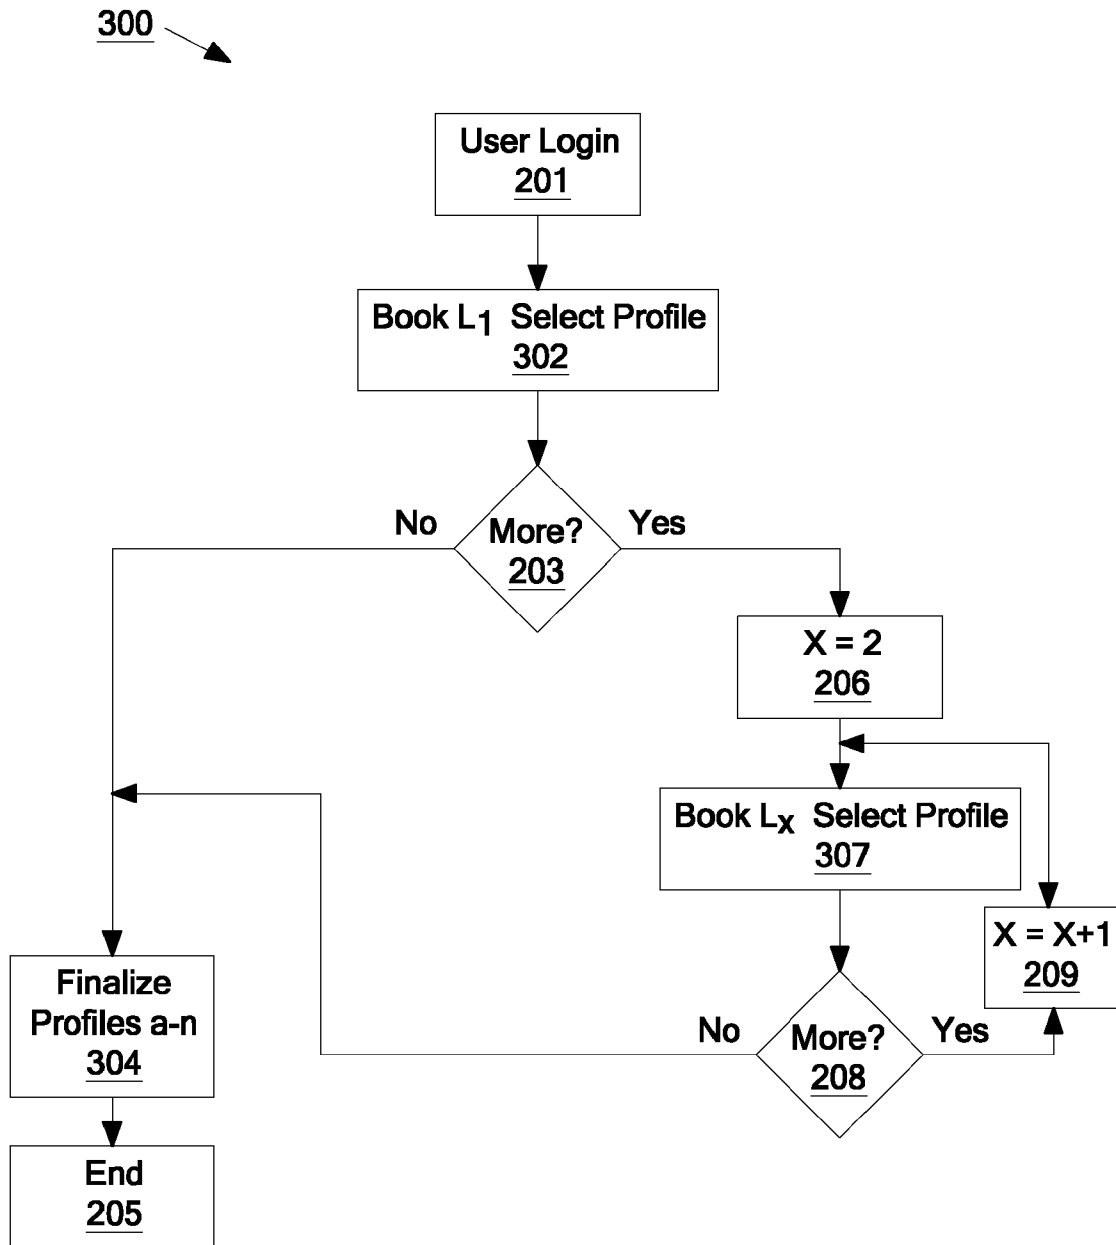 300
User Login
201
Book L1 Select Profile
302
No
More?
Yes
203
X = 2
206
Book Lx Select Profile
307
X = X+1
209
Finalize
Profiles a-n
304
No
More?
Yes
208
End
205